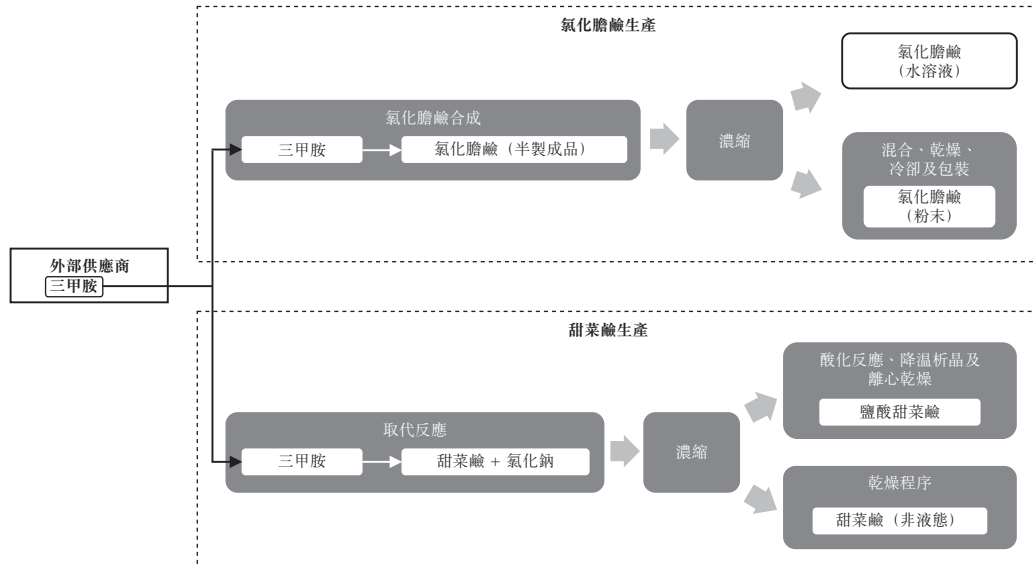 氯化膽鹼生產
氯化膽鹼
（水溶液）
氯化膽鹼合成
三甲胺
氯化膽鹼（半製成品）
濃縮
混合、乾燥、
冷卻及包裝
氯化膽鹼
（粉末）
外部供應商
三甲胺
甜菜鹼生產
酸化反應、降溫析晶及
離心乾燥
鹽酸甜菜鹼
取代反應
三甲胺
甜菜鹼 + 氯化鈉
濃縮
乾燥程序
甜菜鹼（非液態）